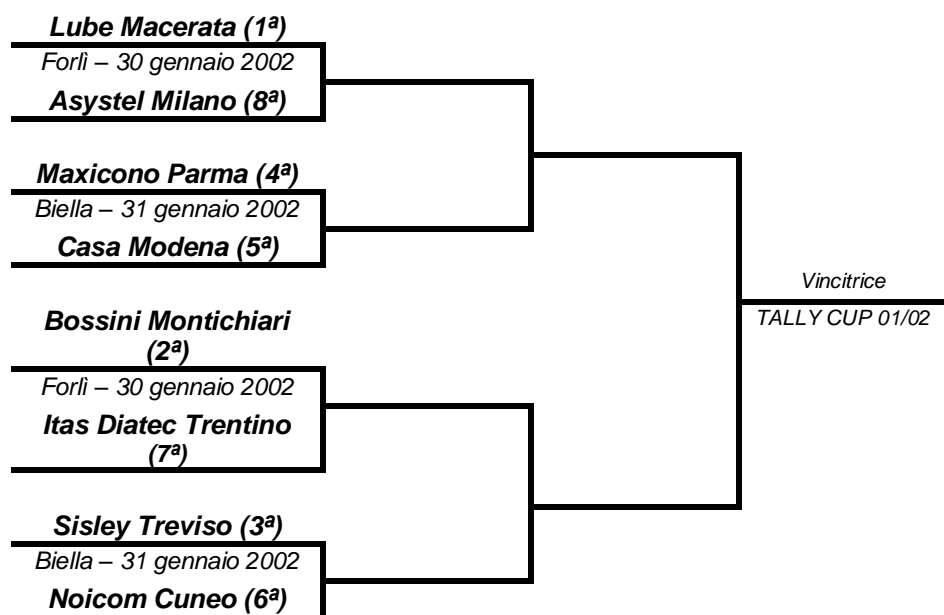 Lube Macerata (1ª)
Forlì – 30 gennaio 2002
Asystel Milano (8ª)
Maxicono Parma (4ª)
Biella – 31 gennaio 2002
Casa Modena (5ª)
Vincitrice
TALLY CUP 01/02
Bossini Montichiari
(2ª)
Forlì – 30 gennaio 2002
Itas Diatec Trentino
(7ª)
Sisley Treviso (3ª)
Biella – 31 gennaio 2002
Noicom Cuneo (6ª)